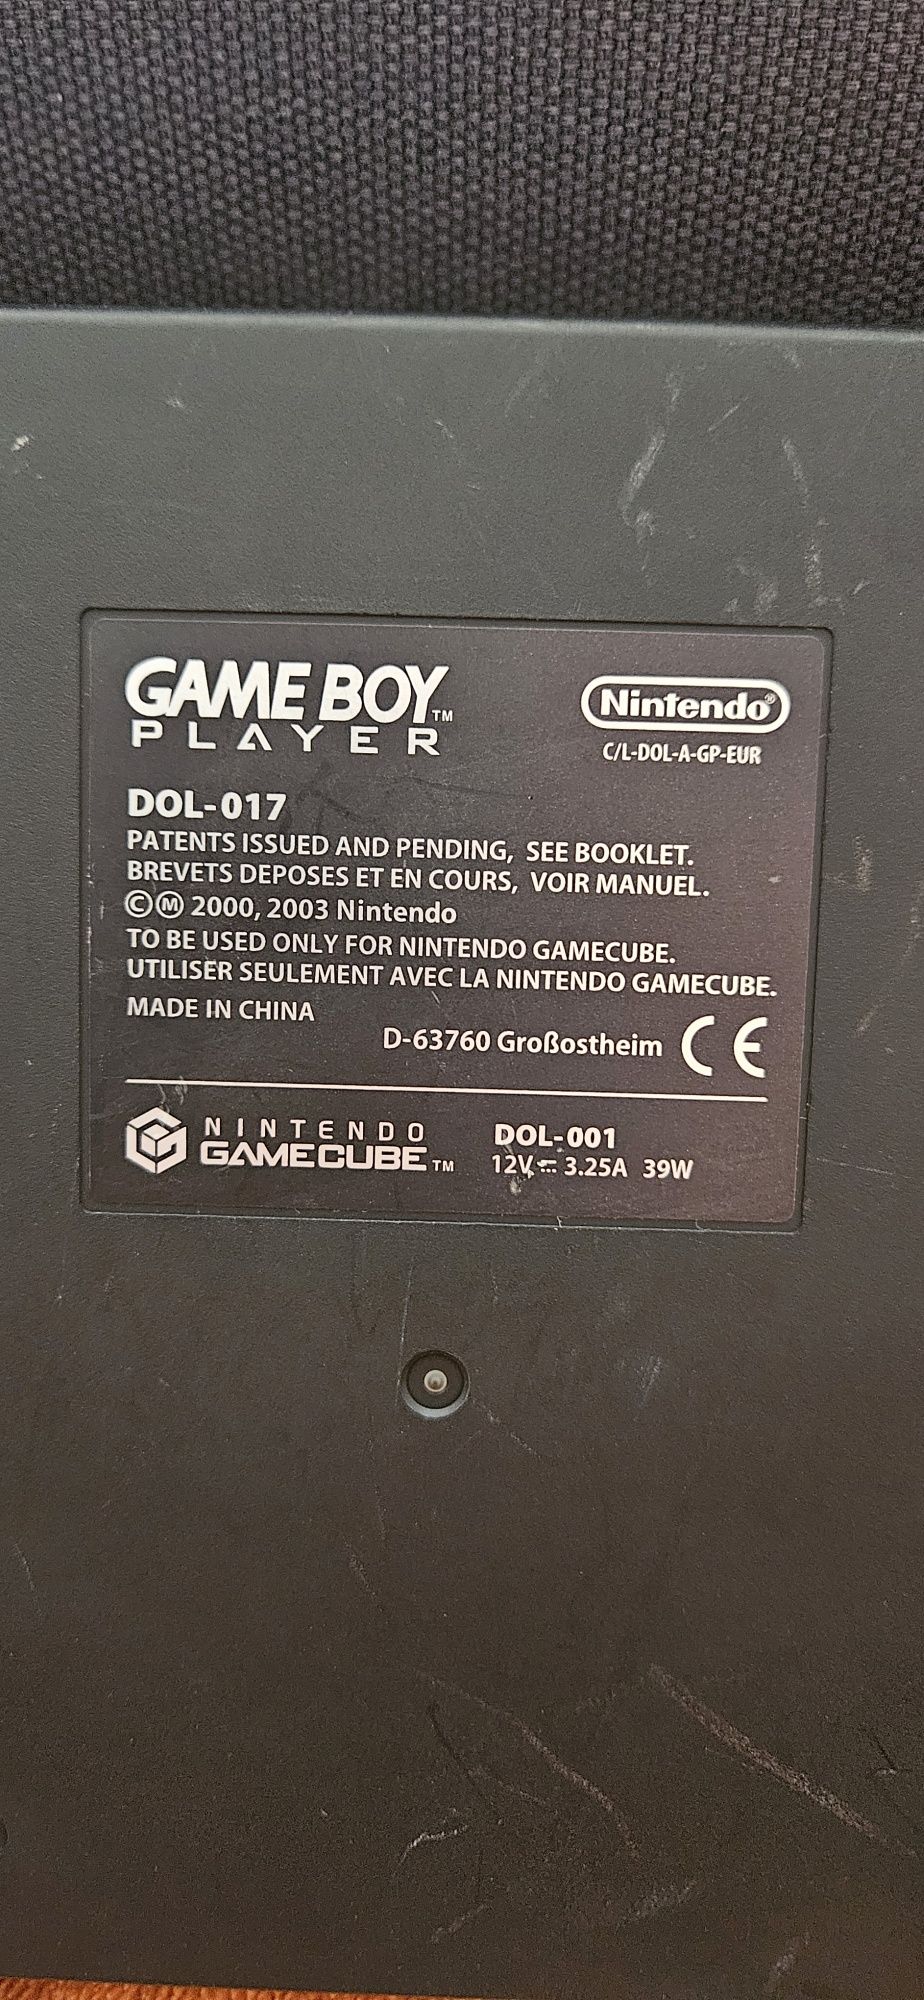 GAME BOY™
PLAYER
Nintendo®
C/L-DOL-A-GP-EUR
DOL-017
PATENTS ISSUED AND PENDING, SEE BOOKLET.
BREVETS DEPOSES ET EN COURS, VOIR MANUEL.
©Ⓜ 2000, 2003 Nintendo
TO BE USED ONLY FOR NINTENDO GAMECUBE.
UTILISER SEULEMENT AVEC LA NINTENDO GAMECUBE.
MADE IN CHINA
D-63760 Großostheim CE
NINTENDO
GAMECUBE™
DOL-001
12V⎓ 3.25A 39W